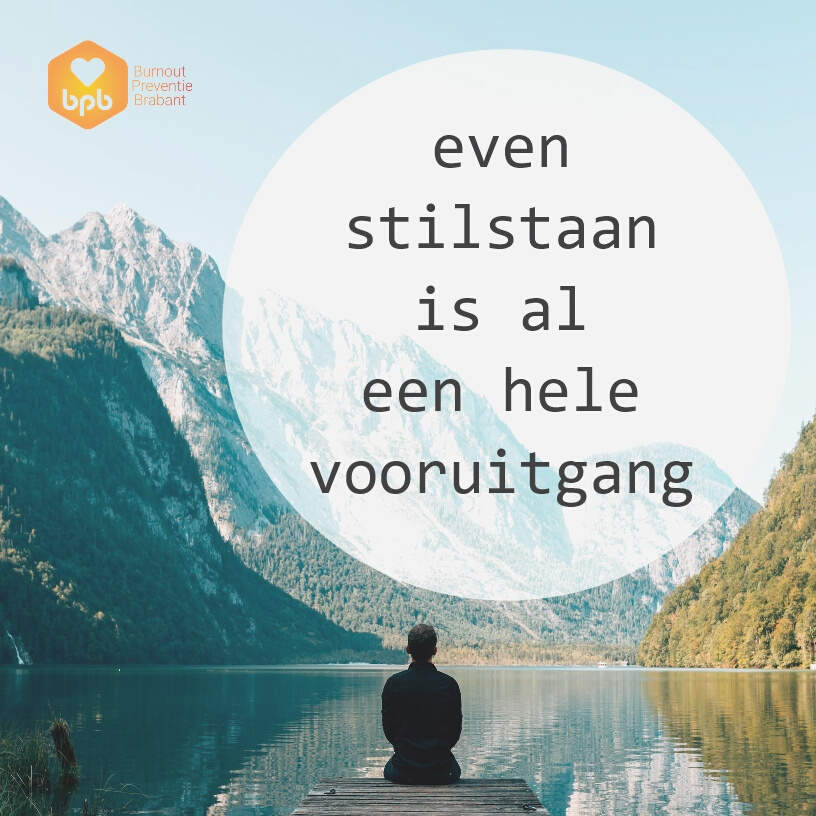 Burnout
Preventie
Brabant
bpb
even
stilstaan
is al
een hele
vooruitgang